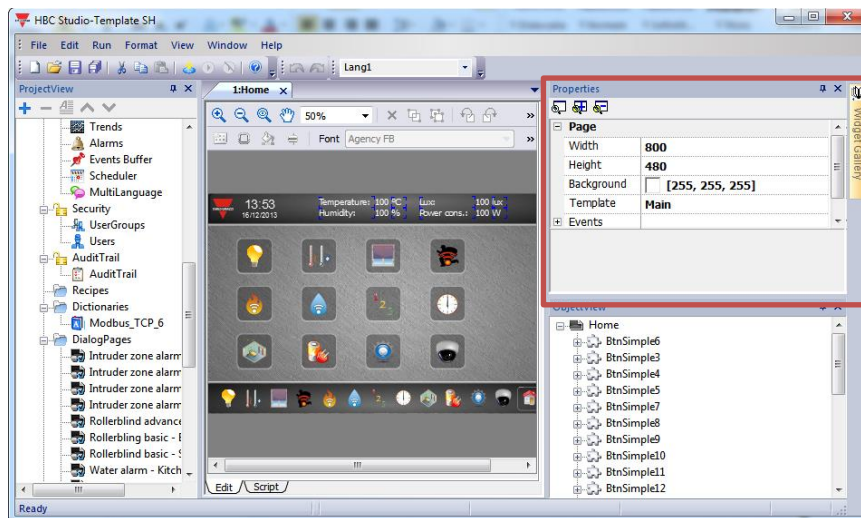 HBC Studio-Template SH
File Edit Run Format View Window Help
Lang1
ProjectView
Trends
Alarms
Events Buffer
Scheduler
MultiLanguage
Security
UserGroups
Users
AuditTrail
AuditTrail
Recipes
Dictionaries
Modbus_TCP_6
DialogPages
Intruder zone alarm
Intruder zone alarm
Intruder zone alarm
Intruder zone alarm
Rollerblind advance
Rollerbling basic - E
Rollerblind basic - S
Water alarm - Kitch
1:Home
50%
Font Agency FB
13:53
16/12/2013
Temperature: 100 ºC Lux: 100 lux
Humidity: 100 % Power cons.: 100 W
Edit Script
Properties
Page
Width 800
Height 480
Background [255, 255, 255]
Template Main
Events
Widget Gallery
ObjectView
Home
BtnSimple6
BtnSimple3
BtnSimple4
BtnSimple5
BtnSimple7
BtnSimple8
BtnSimple9
BtnSimple10
BtnSimple11
BtnSimple12
Ready